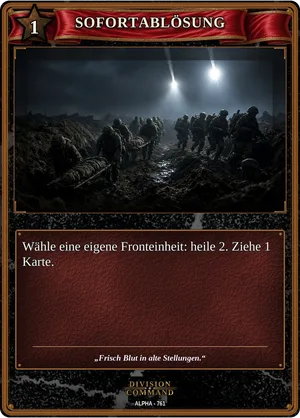 1
SOFORTABLÖSUNG
Wähle eine eigene Fronteinheit: heile 2. Ziehe 1
Karte.
„Frisch Blut in alte Stellungen.“
DIVISION
COMMAND
ALPHA - 761